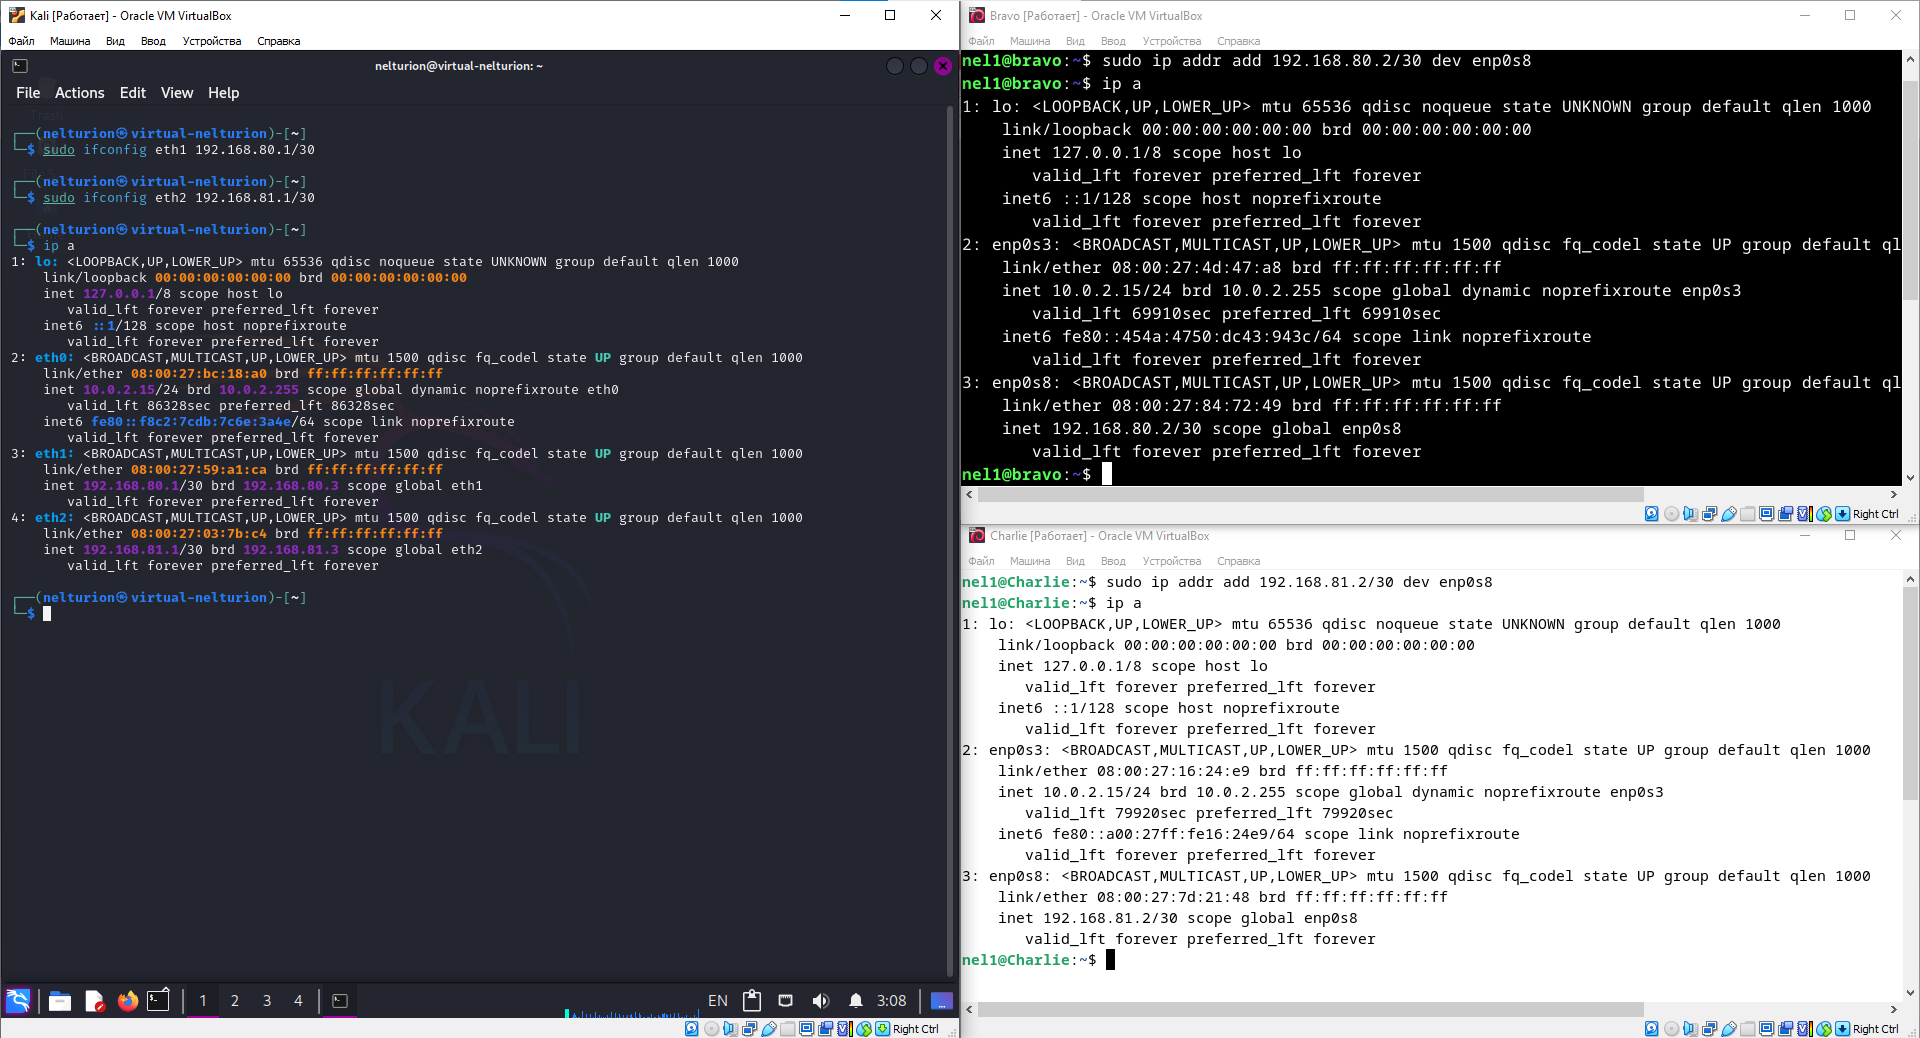 Kali [Работает] - Oracle VM VirtualBox
Файл Машина Вид Ввод Устройства Справка
nelturion@virtual-nelturion: ~
File Actions Edit View Help
┌──(nelturion㉿virtual-nelturion)-[~]
└─$ sudo ifconfig eth1 192.168.80.1/30
┌──(nelturion㉿virtual-nelturion)-[~]
└─$ sudo ifconfig eth2 192.168.81.1/30
┌──(nelturion㉿virtual-nelturion)-[~]
└─$ ip a
1: lo: <LOOPBACK,UP,LOWER_UP> mtu 65536 qdisc noqueue state UNKNOWN group default qlen 1000
link/loopback 00:00:00:00:00:00 brd 00:00:00:00:00:00
inet 127.0.0.1/8 scope host lo
valid_lft forever preferred_lft forever
inet6 ::1/128 scope host noprefixroute
valid_lft forever preferred_lft forever
2: eth0: <BROADCAST,MULTICAST,UP,LOWER_UP> mtu 1500 qdisc fq_codel state UP group default qlen 1000
link/ether 08:00:27:bc:18:a0 brd ff:ff:ff:ff:ff:ff
inet 10.0.2.15/24 brd 10.0.2.255 scope global dynamic noprefixroute eth0
valid_lft 86328sec preferred_lft 86328sec
inet6 fe80::f8c2:7cdb:7c6e:3a4e/64 scope link noprefixroute
valid_lft forever preferred_lft forever
3: eth1: <BROADCAST,MULTICAST,UP,LOWER_UP> mtu 1500 qdisc fq_codel state UP group default qlen 1000
link/ether 08:00:27:59:a1:ca brd ff:ff:ff:ff:ff:ff
inet 192.168.80.1/30 brd 192.168.80.3 scope global eth1
valid_lft forever preferred_lft forever
4: eth2: <BROADCAST,MULTICAST,UP,LOWER_UP> mtu 1500 qdisc fq_codel state UP group default qlen 1000
link/ether 08:00:27:03:7b:c4 brd ff:ff:ff:ff:ff:ff
inet 192.168.81.1/30 brd 192.168.81.3 scope global eth2
valid_lft forever preferred_lft forever
┌──(nelturion㉿virtual-nelturion)-[~]
└─$
KALI
1 2 3 4 EN 3:08
Right Ctrl
Bravo [Работает] - Oracle VM VirtualBox
Файл Машина Вид Ввод Устройства Справка
nel1@bravo:~$ sudo ip addr add 192.168.80.2/30 dev enp0s8
nel1@bravo:~$ ip a
1: lo: <LOOPBACK,UP,LOWER_UP> mtu 65536 qdisc noqueue state UNKNOWN group default qlen 1000
link/loopback 00:00:00:00:00:00 brd 00:00:00:00:00:00
inet 127.0.0.1/8 scope host lo
valid_lft forever preferred_lft forever
inet6 ::1/128 scope host noprefixroute
valid_lft forever preferred_lft forever
2: enp0s3: <BROADCAST,MULTICAST,UP,LOWER_UP> mtu 1500 qdisc fq_codel state UP group default ql
link/ether 08:00:27:4d:47:a8 brd ff:ff:ff:ff:ff:ff
inet 10.0.2.15/24 brd 10.0.2.255 scope global dynamic noprefixroute enp0s3
valid_lft 69910sec preferred_lft 69910sec
inet6 fe80::454a:4750:dc43:943c/64 scope link noprefixroute
valid_lft forever preferred_lft forever
3: enp0s8: <BROADCAST,MULTICAST,UP,LOWER_UP> mtu 1500 qdisc fq_codel state UP group default ql
link/ether 08:00:27:84:72:49 brd ff:ff:ff:ff:ff:ff
inet 192.168.80.2/30 scope global enp0s8
valid_lft forever preferred_lft forever
nel1@bravo:~$
Right Ctrl
Charlie [Работает] - Oracle VM VirtualBox
Файл Машина Вид Ввод Устройства Справка
nel1@Charlie:~$ sudo ip addr add 192.168.81.2/30 dev enp0s8
nel1@Charlie:~$ ip a
1: lo: <LOOPBACK,UP,LOWER_UP> mtu 65536 qdisc noqueue state UNKNOWN group default qlen 1000
link/loopback 00:00:00:00:00:00 brd 00:00:00:00:00:00
inet 127.0.0.1/8 scope host lo
valid_lft forever preferred_lft forever
inet6 ::1/128 scope host noprefixroute
valid_lft forever preferred_lft forever
2: enp0s3: <BROADCAST,MULTICAST,UP,LOWER_UP> mtu 1500 qdisc fq_codel state UP group default qlen 1000
link/ether 08:00:27:16:24:e9 brd ff:ff:ff:ff:ff:ff
inet 10.0.2.15/24 brd 10.0.2.255 scope global dynamic noprefixroute enp0s3
valid_lft 79920sec preferred_lft 79920sec
inet6 fe80::a00:27ff:fe16:24e9/64 scope link noprefixroute
valid_lft forever preferred_lft forever
3: enp0s8: <BROADCAST,MULTICAST,UP,LOWER_UP> mtu 1500 qdisc fq_codel state UP group default qlen 1000
link/ether 08:00:27:7d:21:48 brd ff:ff:ff:ff:ff:ff
inet 192.168.81.2/30 scope global enp0s8
valid_lft forever preferred_lft forever
nel1@Charlie:~$
Right Ctrl